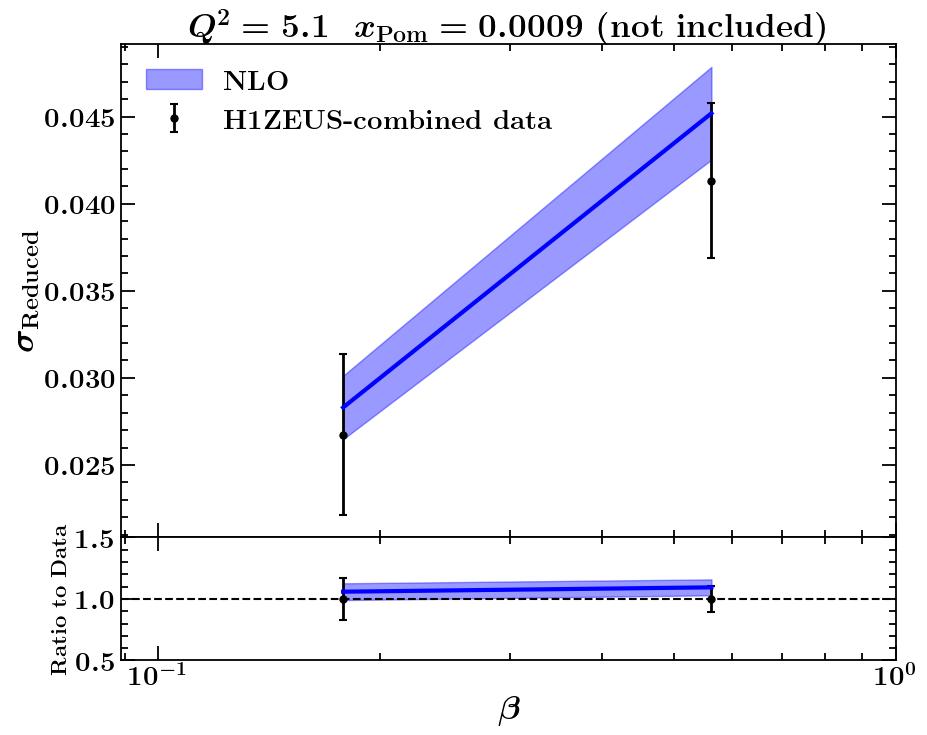 Q² = 5.1 x_Pom = 0.0009 (not included)
NLO
H1ZEUS-combined data
σ_Reduced
0.045
0.040
0.035
0.030
0.025
Ratio to Data
1.5
1.0
0.5
10⁻¹
10⁰
β